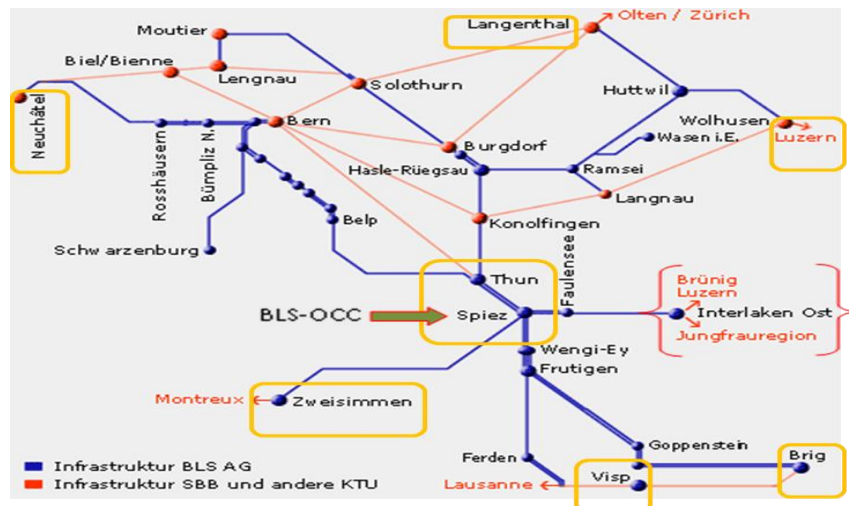 Langenthal
Olten / Zürich
Moutier
Biel/Bienne
Lengnau
Solothurn
Huttwil
Neuchâtel
Bern
Wolhusen
Luzern
Wasen i.E.
Burgdorf
Rosshäusern
Bümpliz N.
Hasle-Rüegsau
Ramsei
Langnau
Belp
Konolfingen
Schwarzenburg
Thun
Faulensee
Brünig
Luzern
BLS-OCC
Spiez
Interlaken Ost
Jungfrauregion
Wengi-Ey
Frutigen
Montreux
Zweisimmen
Goppenstein
Ferden
Brig
Infrastruktur BLS AG
Visp
Infrastruktur SBB und andere KTU
Lausanne